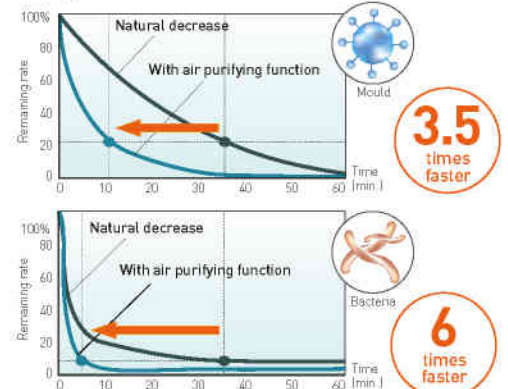 100%
Natural decrease
80
With air purifying function
60
40
20
0
Remaining rate
0 10 20 30 40 50 60
Time
(min.)
Mould
3.5
times
faster
100%
Natural decrease
80
With air purifying function
60
40
20
0
Remaining rate
0 10 20 30 40 50 60
Time
(min.)
Bacteria
6
times
faster